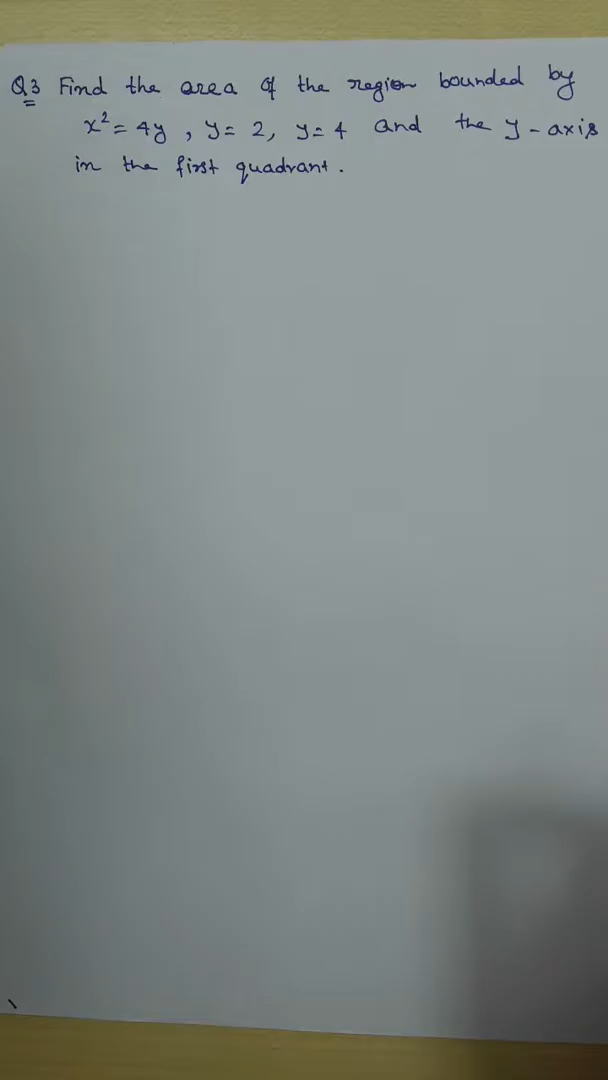 Q3 Find the area of the region bounded by
x² = 4y , y = 2, y = 4 and the y-axis
in the first quadrant.